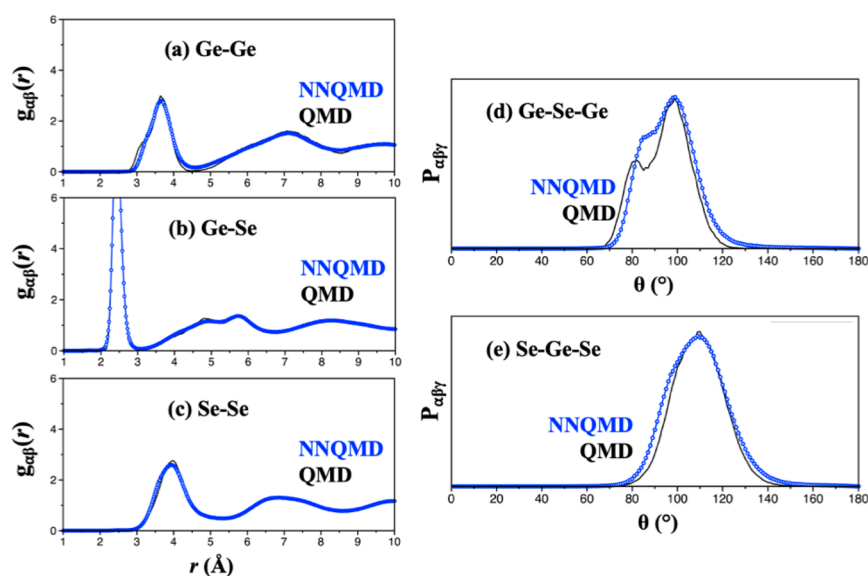 (a) Ge-Ge
NNQMD
QMD
gαβ(r)
6
4
2
0
1 2 3 4 5 6 7 8 9 10
(b) Ge-Se
NNQMD
QMD
gαβ(r)
6
4
2
0
1 2 3 4 5 6 7 8 9 10
(c) Se-Se
NNQMD
QMD
gαβ(r)
6
4
2
0
1 2 3 4 5 6 7 8 9 10
r (Å)
(d) Ge-Se-Ge
NNQMD
QMD
Pαβγ
0 20 40 60 80 100 120 140 160 180
θ (°)
(e) Se-Ge-Se
NNQMD
QMD
Pαβγ
0 20 40 60 80 100 120 140 160 180
θ (°)